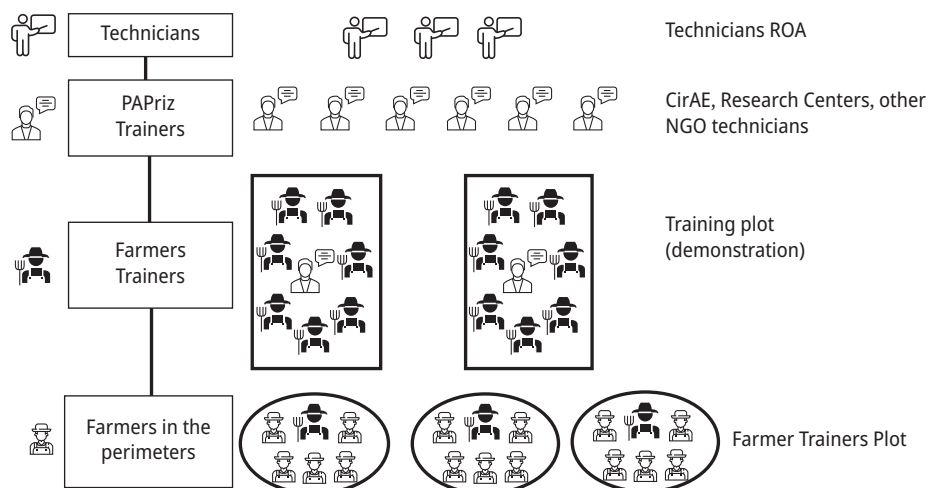 Technicians
Technicians ROA
PAPriz
Trainers
CirAE, Research Centers, other
NGO technicians
Farmers
Trainers
Training plot
(demonstration)
Farmers in the
perimeters
Farmer Trainers Plot